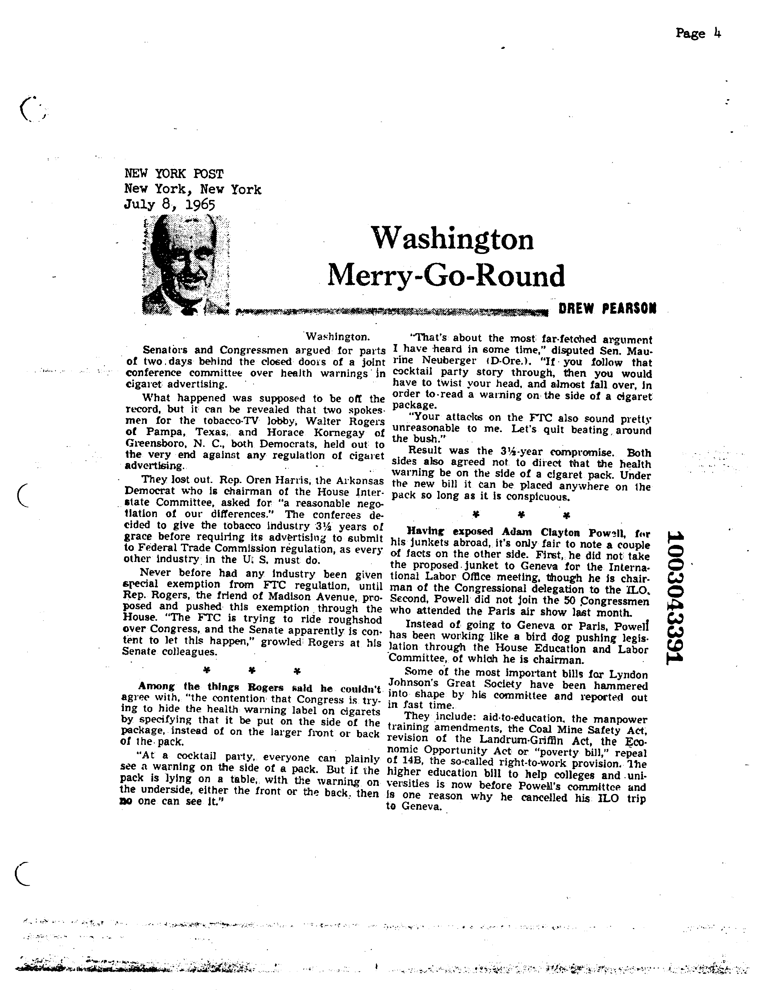 Page 4
NEW YORK POST
New York, New York
July 8, 1965
Washington
Merry-Go-Round
DREW PEARSON
Washington.
Senators and Congressmen argued for parts
of two days behind the closed doors of a joint
conference committee over health warnings in
cigaret advertising.
What happened was supposed to be off the
record, but it can be revealed that two spokes-
men for the tobacco-TV lobby, Walter Rogers
of Pampa, Texas, and Horace Kornegay of
Greensboro, N. C., both Democrats, held out to
the very end against any regulation of cigaret
advertising.
They lost out. Rep. Oren Harris, the Arkansas
Democrat who is chairman of the House Inter-
state Committee, asked for "a reasonable nego-
tiation of our differences." The conferees de-
cided to give the tobacco industry 3½ years of
grace before requiring its advertising to submit
to Federal Trade Commission regulation, as every
other industry in the U. S. must do.
Never before had any industry been given
special exemption from FTC regulation, until
Rep. Rogers, the friend of Madison Avenue, pro-
posed and pushed this exemption through the
House. "The FTC is trying to ride roughshod
over Congress, and the Senate apparently is con-
tent to let this happen," growled Rogers at his
Senate colleagues.
* * *
Among the things Rogers said he couldn't
agree with, "the contention that Congress is try-
ing to hide the health warning label on cigarets
by specifying that it be put on the side of the
package, instead of on the larger front or back
of the pack.
"At a cocktail party, everyone can plainly
see a warning on the side of a pack. But if the
pack is lying on a table, with the warning on
the underside, either the front or the back, then
no one can see it."
"That's about the most far-fetched argument
I have heard in some time," disputed Sen. Mau-
rine Neuberger (D-Ore.). "If you follow that
cocktail party story through, then you would
have to twist your head, and almost fall over, in
order to read a warning on the side of a cigaret
package.
"Your attacks on the FTC also sound pretty
unreasonable to me. Let's quit beating around
the bush."
Result was the 3½-year compromise. Both
sides also agreed not to direct that the health
warning be on the side of a cigaret pack. Under
the new bill it can be placed anywhere on the
pack so long as it is conspicuous.
* * *
Having exposed Adam Clayton Powell, for
his junkets abroad, it's only fair to note a couple
of facts on the other side. First, he did not take
the proposed junket to Geneva for the Interna-
tional Labor Office meeting, though he is chair-
man of the Congressional delegation to the ILO.
Second, Powell did not join the 50 Congressmen
who attended the Paris air show last month.
Instead of going to Geneva or Paris, Powell
has been working like a bird dog pushing legis-
lation through the House Education and Labor
Committee, of which he is chairman.
Some of the most important bills for Lyndon
Johnson's Great Society have been hammered
into shape by his committee and reported out
in fast time.
They include: aid-to-education, the manpower
training amendments, the Coal Mine Safety Act,
revision of the Landrum-Griffin Act, the Eco-
nomic Opportunity Act or "poverty bill," repeal
of 14B, the so-called right-to-work provision. The
higher education bill to help colleges and uni-
versities is now before Powell's committee and
is one reason why he cancelled his ILO trip
to Geneva.
1003043391